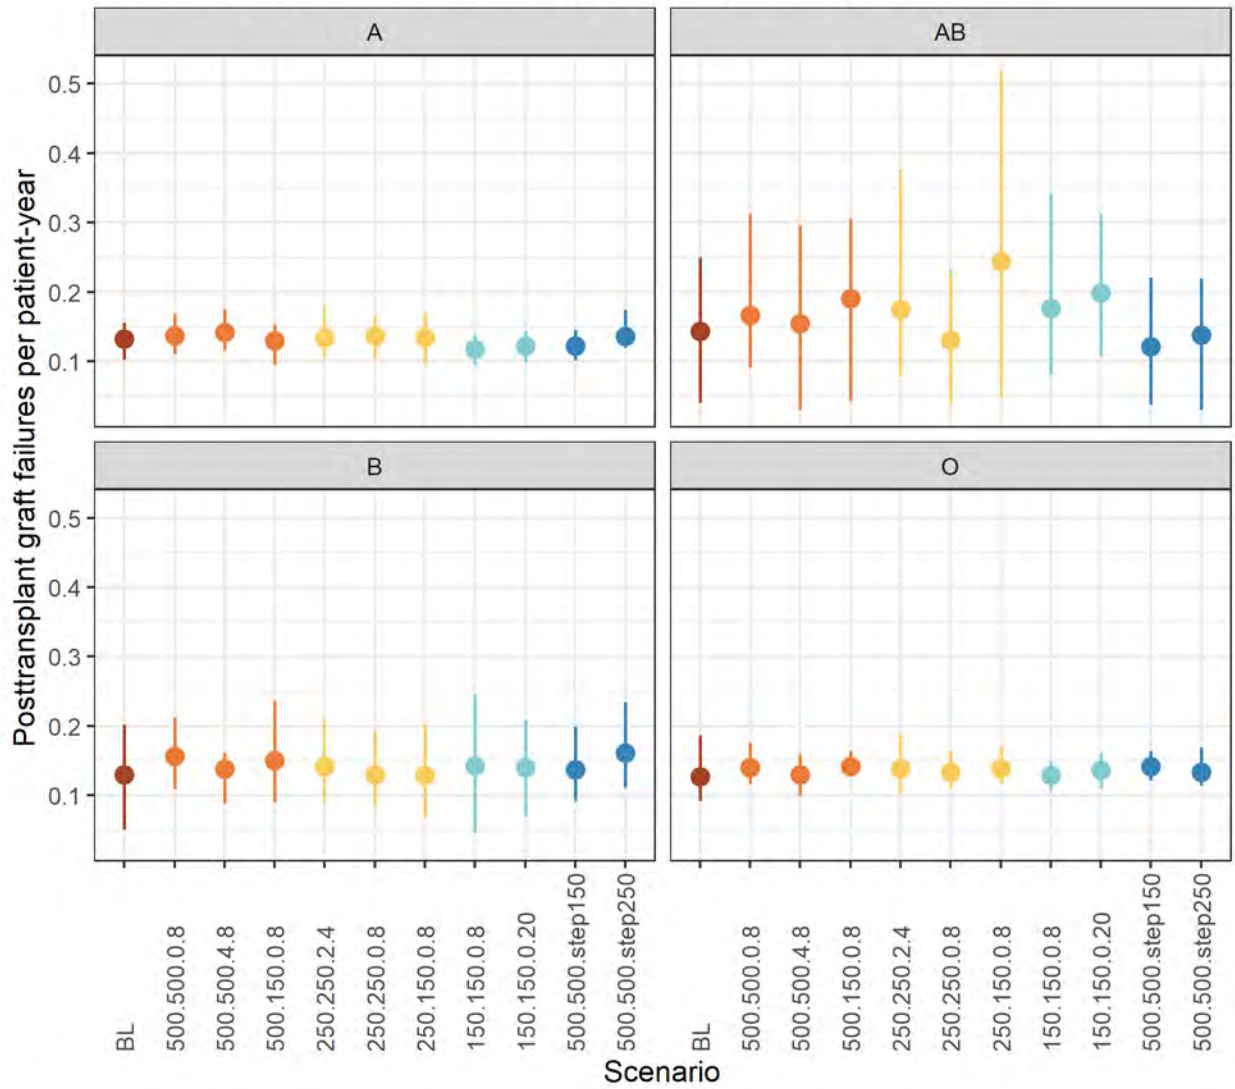 A
AB
Posttransplant graft failures per patient-year
0.5
0.4
0.3
0.2
0.1
B
O
0.5
0.4
0.3
0.2
0.1
BL
500.500.0.8
500.500.4.8
500.150.0.8
250.250.2.4
250.250.0.8
250.150.0.8
150.150.0.8
150.150.0.20
500.500.step150
500.500.step250
BL
500.500.0.8
500.500.4.8
500.150.0.8
250.250.2.4
250.250.0.8
250.150.0.8
150.150.0.8
150.150.0.20
500.500.step150
500.500.step250
Scenario